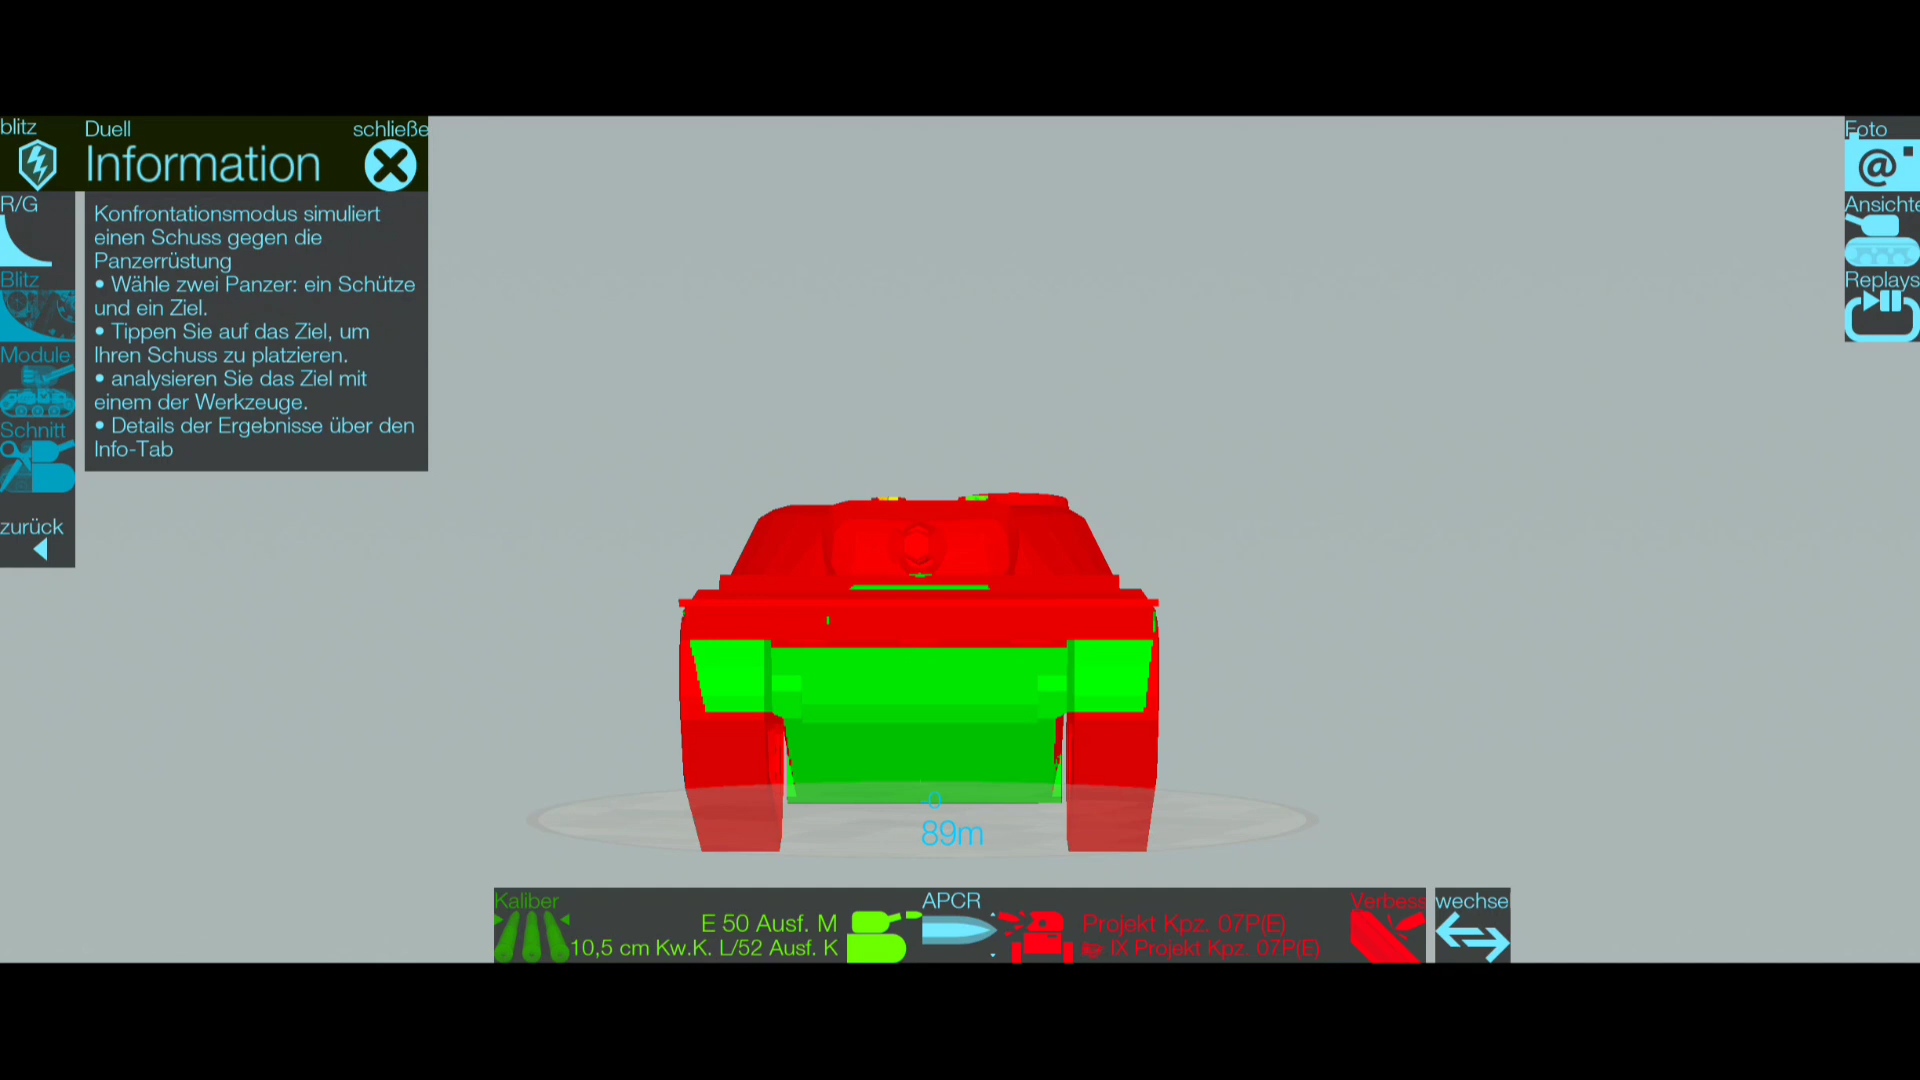 blitz
Duell
schließe
Information
R/G
Konfrontationsmodus simuliert
einen Schuss gegen die
Panzerrüstung
• Wähle zwei Panzer: ein Schütze
und ein Ziel.
• Tippen Sie auf das Ziel, um
Ihren Schuss zu platzieren.
• analysieren Sie das Ziel mit
einem der Werkzeuge.
• Details der Ergebnisse über den
Info-Tab
Blitz
Module
Schnitt
zurück
Foto
@
Ansichte
Replays
-0
89m
Kaliber
E 50 Ausf. M
10,5 cm Kw.K. L/52 Ausf. K
APCR
Projekt Kpz. 07P(E)
IX Projekt Kpz. 07P(E)
Verbess
wechse